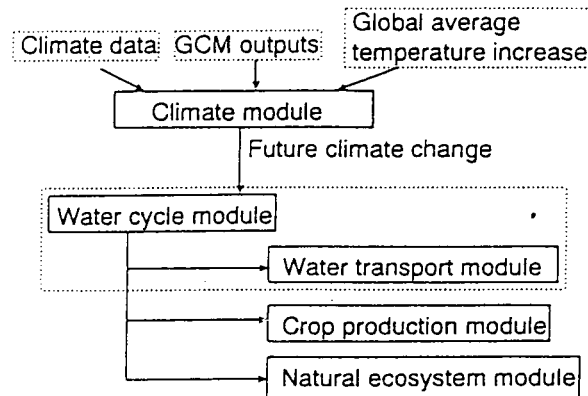 Climate data
GCM outputs
Global average
temperature increase
Climate module
Future climate change
Water cycle module
Water transport module
Crop production module
Natural ecosystem module